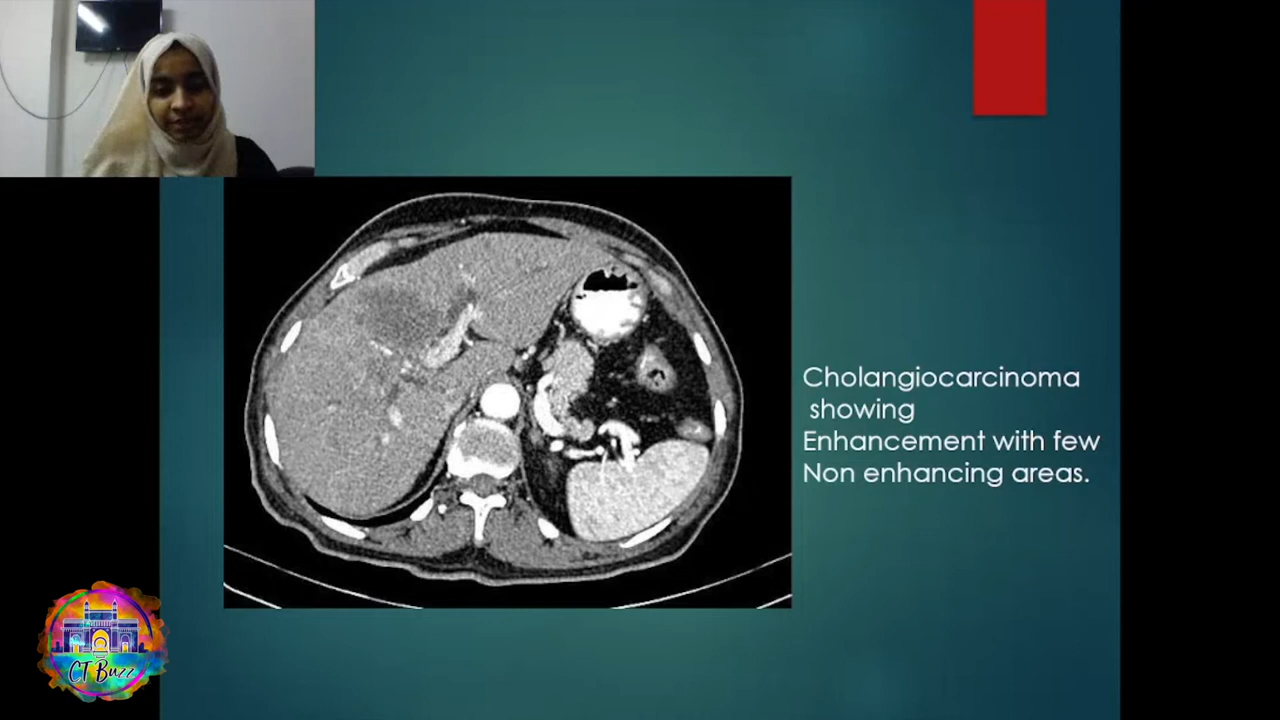 Cholangiocarcinoma
showing
Enhancement with few
Non enhancing areas.
CT Buzz